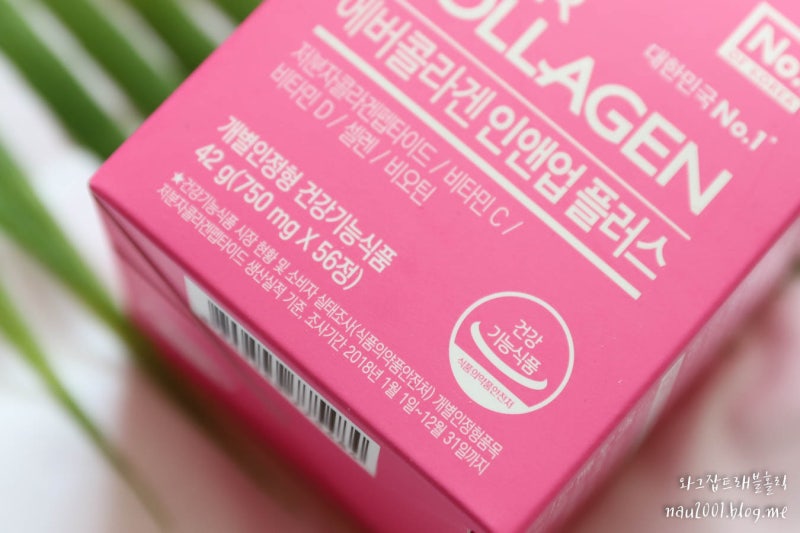 COLLAGEN
에버콜라겐 인앤업 플러스
저분자콜라겐펩타이드 / 비타민 C /
비타민 D / 셀렌 / 비오틴
대한민국 No.1*
No.
OF KOREA
개별인정형 건강기능식품
42 g(750 mg X 56정)
★건강기능식품 시장 현황 및 소비자 실태조사(식품의약품안전처) 개별인정형품목
저분자콜라겐펩타이드 생산실적 기준, 조사기간 2018년 1월 1일~12월 31일까지
건강
기능식품
식품의약품안전처
와그잡트래블홀릭
nau2001.blog.me